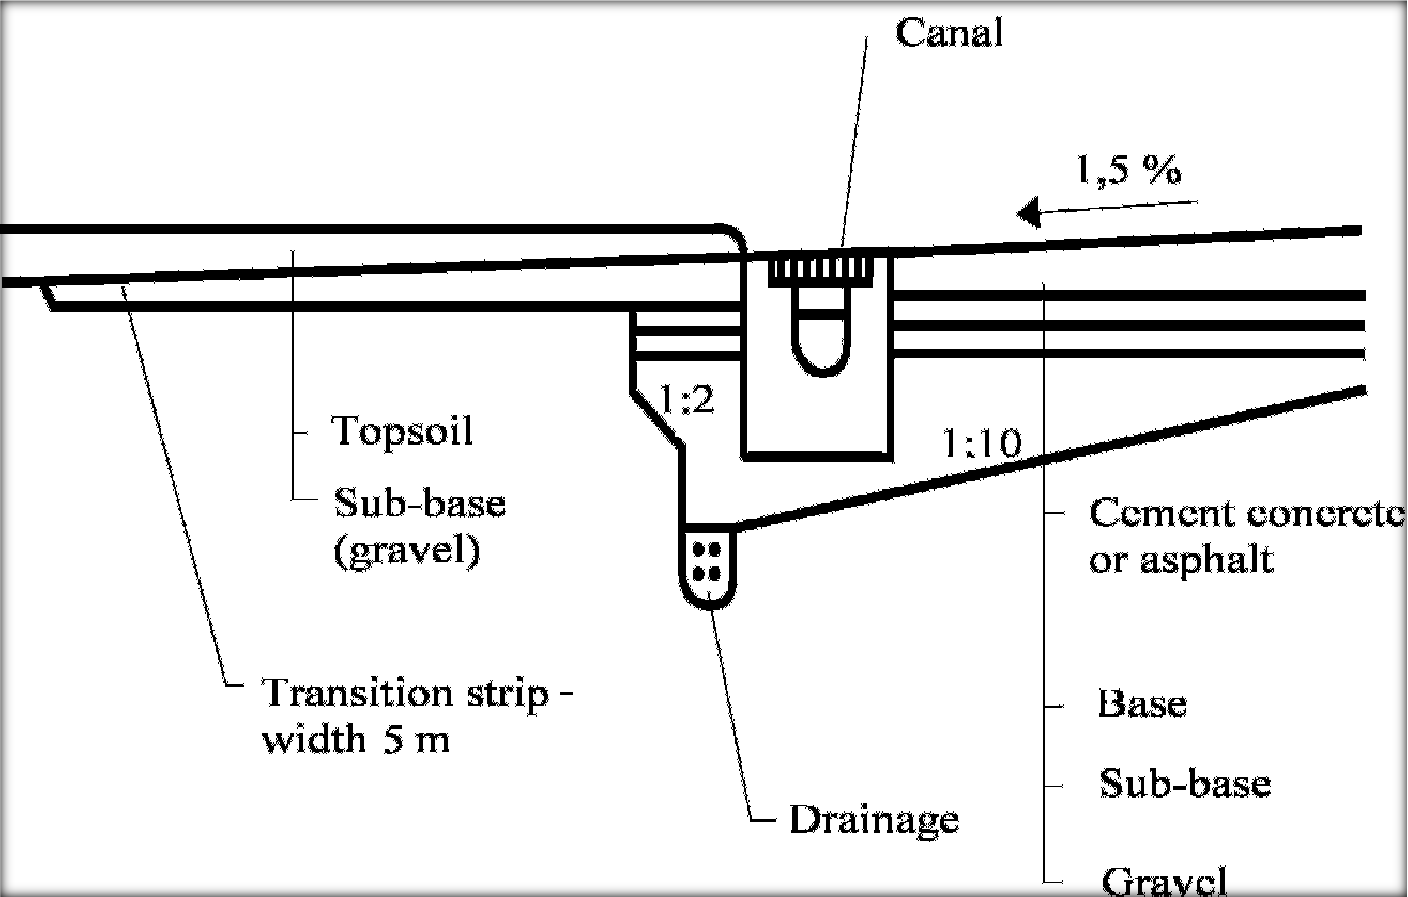 Canal
1,5 %
1:2
1:10
Topsoil
Sub-base
(gravel)
Cement concrete
or asphalt
Transition strip -
width 5 m
Base
Sub-base
Drainage
Gravel